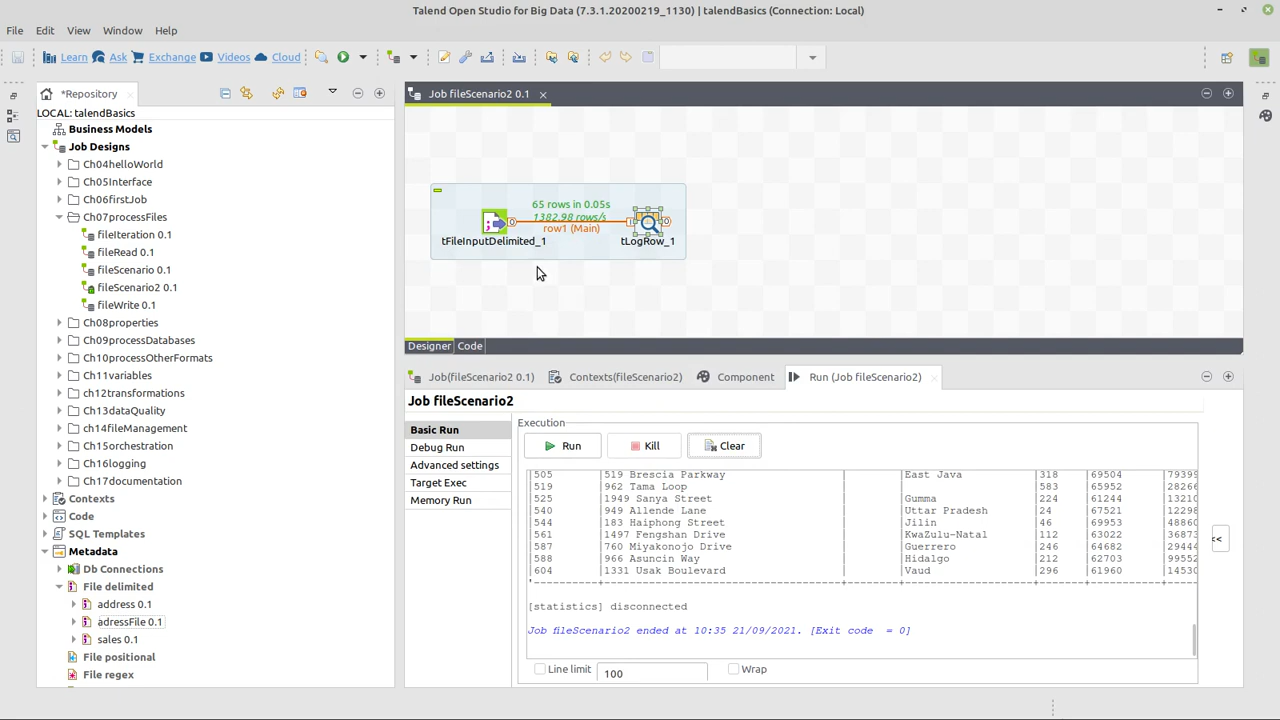 Talend Open Studio for Big Data (7.3.1.20200219_1130) | talendBasics (Connection: Local)
File Edit View Window Help
Learn Ask Exchange Videos Cloud
*Repository
LOCAL: talendBasics
Business Models
Job Designs
Ch04helloWorld
Ch05Interface
Ch06firstJob
Ch07processFiles
fileIteration 0.1
fileRead 0.1
fileScenario 0.1
fileScenario2 0.1
fileWrite 0.1
Ch08properties
Ch09processDatabases
Ch10processOtherFormats
Ch11variables
ch12transformations
Ch13dataQuality
ch14fileManagement
Ch15orchestration
Ch16logging
Ch17documentation
Contexts
Code
SQL Templates
Metadata
Db Connections
File delimited
address 0.1
adressFile 0.1
sales 0.1
File positional
File regex
Job fileScenario2 0.1
65 rows in 0.05s
1382.98 rows/s
row1 (Main)
tFileInputDelimited_1
tLogRow_1
Designer Code
Job(fileScenario2 0.1) Contexts(fileScenario2) Component Run (Job fileScenario2)
Job fileScenario2
Basic Run
Debug Run
Advanced settings
Target Exec
Memory Run
Execution
Run Kill Clear
|505 |519 Brescia Parkway | |East Java |318 |69504 |79399
|519 |962 Tama Loop | | |583 |65952 |28266
|525 |1949 Sanya Street | |Gumma |224 |61244 |13210
|540 |949 Allende Lane | |Uttar Pradesh |24 |67521 |12298
|544 |183 Haiphong Street | |Jilin |46 |69953 |48860
|561 |1497 Fengshan Drive | |KwaZulu-Natal |112 |63022 |36873
|587 |760 Miyakonojo Drive | |Guerrero |246 |64682 |29444
|588 |966 Asuncin Way | |Hidalgo |212 |62703 |99552
|604 |1331 Usak Boulevard | |Vaud |296 |61960 |14530
[statistics] disconnected
Job fileScenario2 ended at 10:35 21/09/2021. [Exit code = 0]
Line limit 100 Wrap
<<